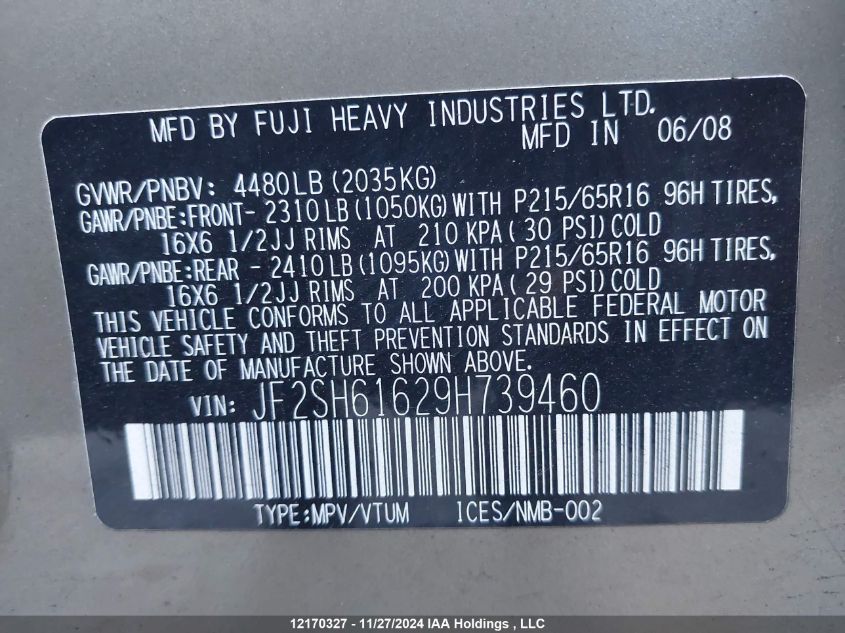 MFD BY FUJI HEAVY INDUSTRIES LTD.
MFD IN 06/08
GVWR/PNBV: 4480LB (2035KG)
GAWR/PNBE:FRONT- 2310LB (1050KG) WITH P215/65R16 96H TIRES,
16X6 1/2JJ RIMS AT 210 KPA ( 30 PSI) COLD
GAWR/PNBE:REAR - 2410LB (1095KG) WITH P215/65R16 96H TIRES,
16X6 1/2JJ RIMS AT 200 KPA ( 29 PSI) COLD
THIS VEHICLE CONFORMS TO ALL APPLICABLE FEDERAL MOTOR
VEHICLE SAFETY AND THEFT PREVENTION STANDARDS IN EFFECT ON
THE DATE OF MANUFACTURE SHOWN ABOVE.
VIN: JF2SH61629H739460
TYPE:MPV/VTUM ICES/NMB-002
12170327 - 11/27/2024 IAA Holdings , LLC